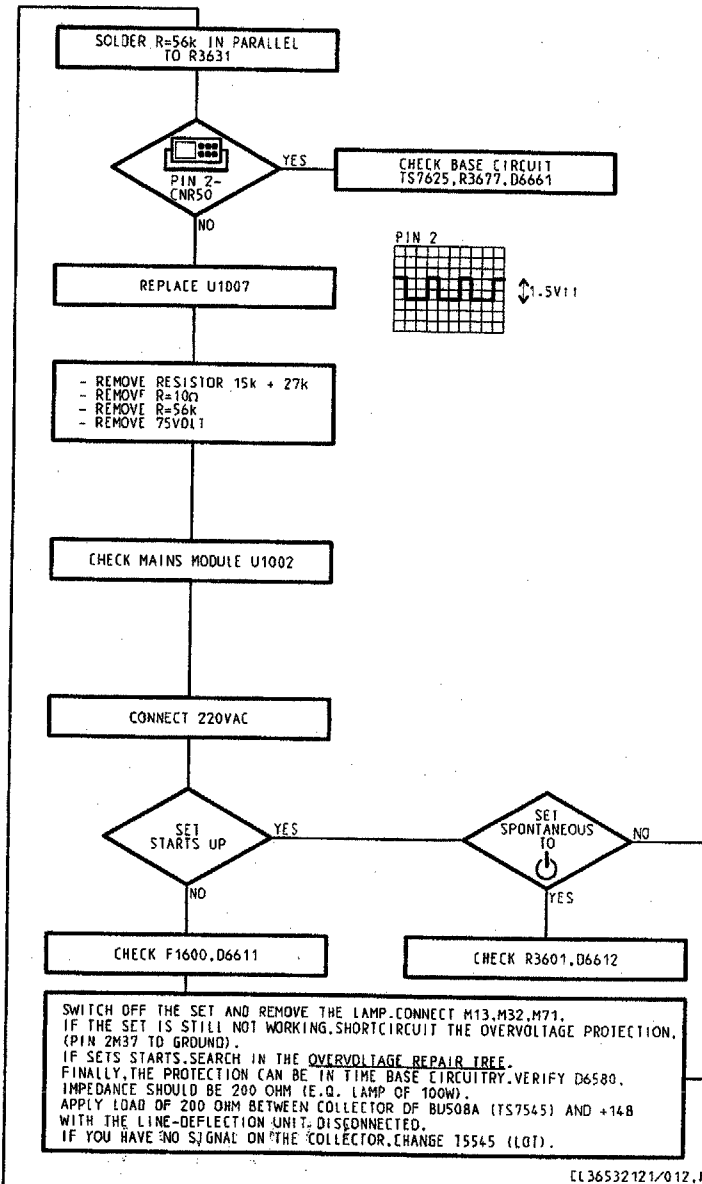 SOLDER R=56k IN PARALLEL
TO R3631
PIN 2-
CNR50
YES
NO
CHECK BASE CIRCUIT
TS7625,R3677,D6661
PIN 2
1.5Vtt
REPLACE U1007
- REMOVE RESISTOR 15k + 27k
- REMOVE R=10Ω
- REMOVE R=56k
- REMOVE 75VOLT
CHECK MAINS MODULE U1002
CONNECT 220VAC
SET
STARTS UP
YES
NO
SET
SPONTANEOUS
TO
NO
YES
CHECK F1600,D6611
CHECK R3601,D6612
SWITCH OFF THE SET AND REMOVE THE LAMP.CONNECT M13,M32,M71.
IF THE SET IS STILL NOT WORKING,SHORTCIRCUIT THE OVERVOLTAGE PROTECTION.
(PIN 2M37 TO GROUND).
IF SETS STARTS,SEARCH IN THE OVERVOLTAGE REPAIR TREE.
FINALLY,THE PROTECTION CAN BE IN TIME BASE CIRCUITRY.VERIFY D6580.
IMPEDANCE SHOULD BE 200 OHM (E.Q. LAMP OF 100W).
APPLY LOAD OF 200 OHM BETWEEN COLLECTOR OF BU508A (TS7545) AND +148
WITH THE LINE-DEFLECTION UNIT DISCONNECTED.
IF YOU HAVE NO SIGNAL ON THE COLLECTOR,CHANGE T5545 (LOT).
CL36532121/012